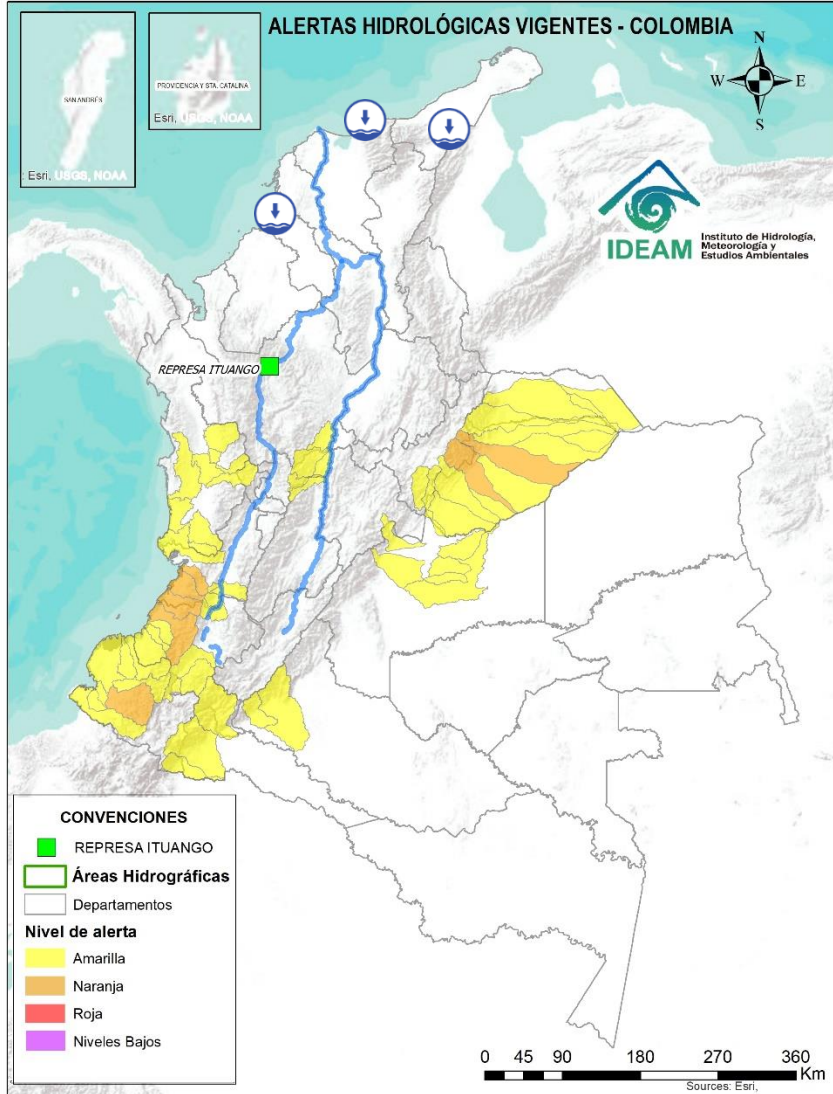 ALERTAS HIDROLÓGICAS VIGENTES - COLOMBIA
SAN ANDRÉS
Esri, USGS, NOAA
PROVIDENCIA Y STA. CATALINA
Esri, USGS, NOAA
N
W
E
S
IDEAM
Instituto de Hidrología,
Meteorología y
Estudios Ambientales
REPRESA ITUANGO
CONVENCIONES
REPRESA ITUANGO
Áreas Hidrográficas
Departamentos
Nivel de alerta
Amarilla
Naranja
Roja
Niveles Bajos
0 45 90 180 270 360
Km
Sources: Esri,